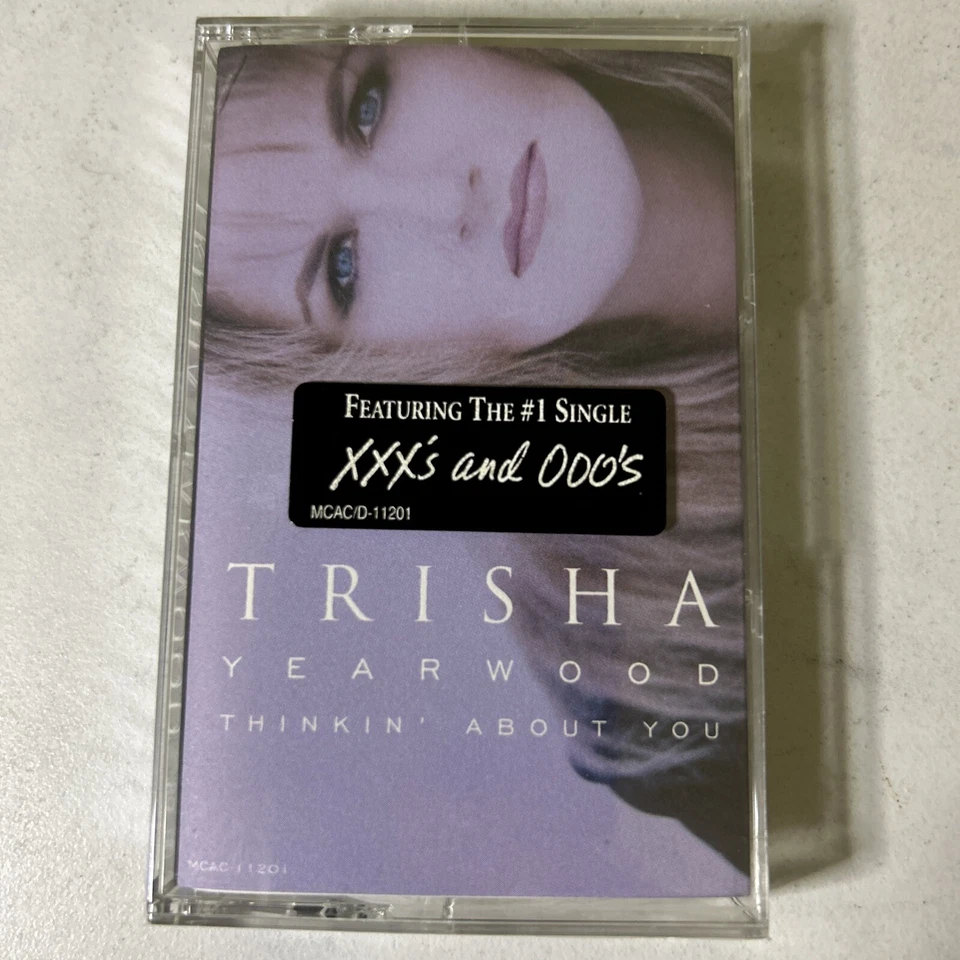 FEATURING THE #1 SINGLE
XXX's and OOO'S
MCAC/D-11201
TRISHA
YEARWOOD
THINKIN' ABOUT YOU
MCAC-11201